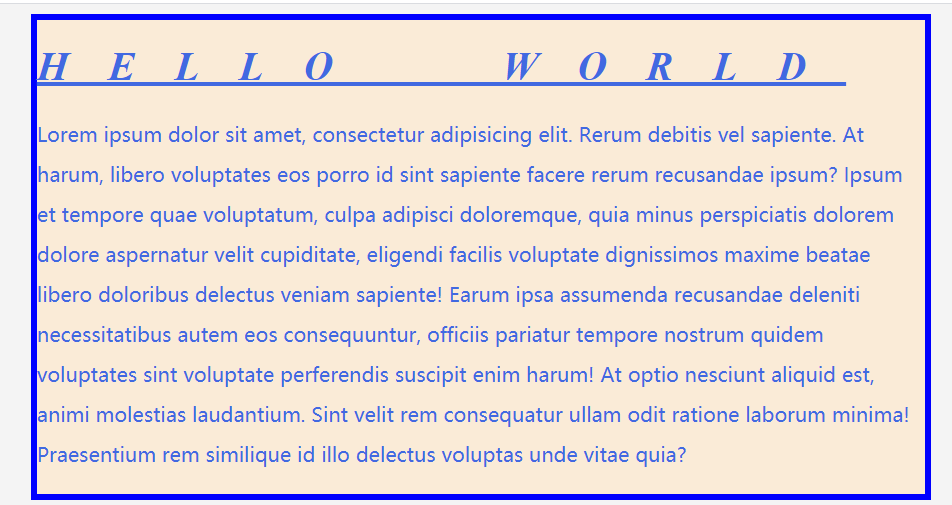 HELLO WORLD
Lorem ipsum dolor sit amet, consectetur adipisicing elit. Rerum debitis vel sapiente. At
harum, libero voluptates eos porro id sint sapiente facere rerum recusandae ipsum? Ipsum
et tempore quae voluptatum, culpa adipisci doloremque, quia minus perspiciatis dolorem
dolore aspernatur velit cupiditate, eligendi facilis voluptate dignissimos maxime beatae
libero doloribus delectus veniam sapiente! Earum ipsa assumenda recusandae deleniti
necessitatibus autem eos consequuntur, officiis pariatur tempore nostrum quidem
voluptates sint voluptate perferendis suscipit enim harum! At optio nesciunt aliquid est,
animi molestias laudantium. Sint velit rem consequatur ullam odit ratione laborum minima!
Praesentium rem similique id illo delectus voluptas unde vitae quia?